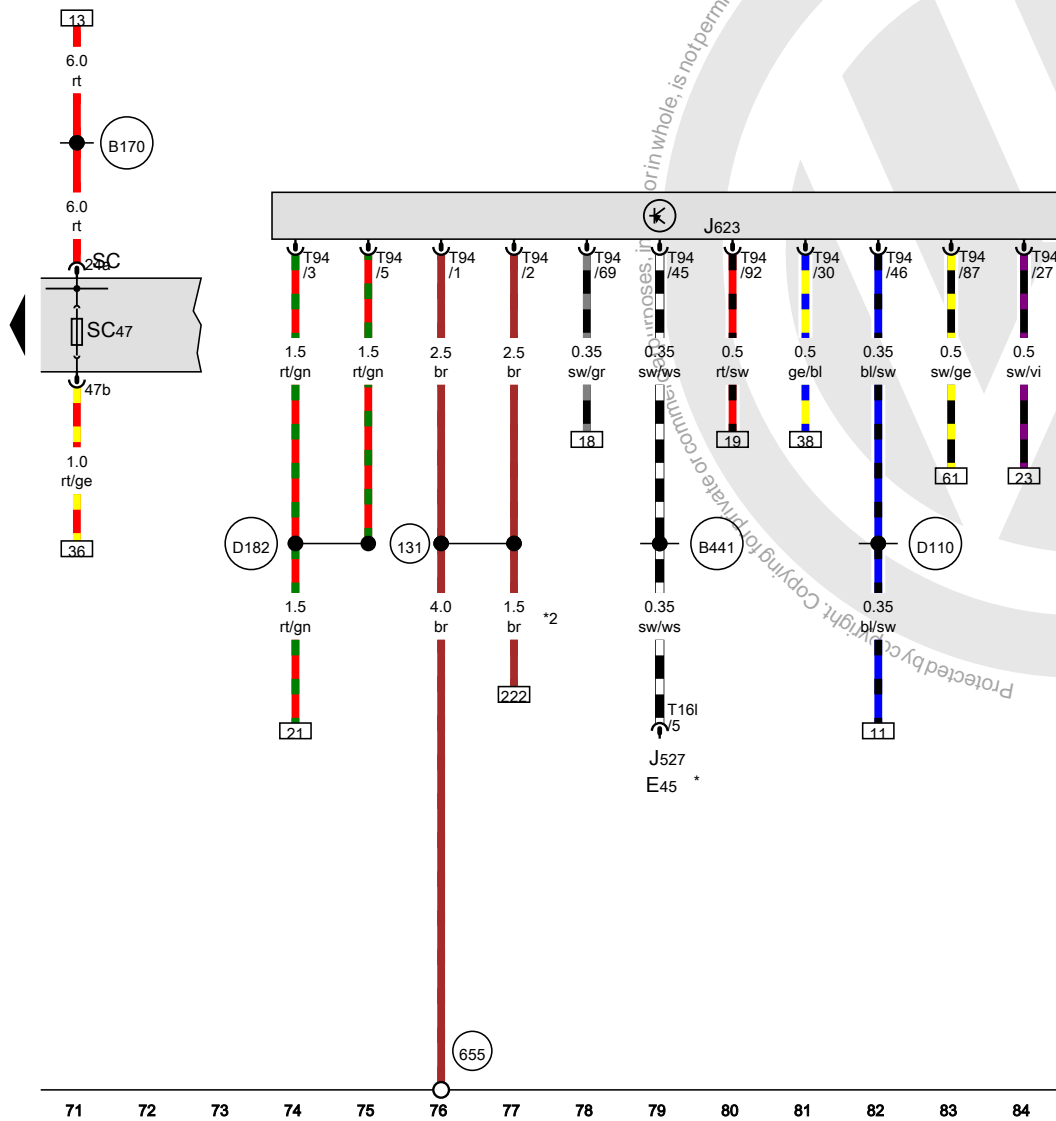 13
6.0
rt
B170
6.0
rt
24a
SC
SC47
47b
1.0
rt/ge
36
J623
T94 T94 T94 T94 T94 T94 T94 T94 T94 T94 T94
/3 /5 /1 /2 /69 /45 /92 /30 /46 /87 /27
1.5 1.5 2.5 2.5 0.35 0.35 0.5 0.5 0.35 0.5 0.5
rt/gn rt/gn br br sw/gr sw/ws rt/sw ge/bl bl/sw sw/ge sw/vi
18 19 38
61 23
D182 131 B441 D110
1.5 4.0 1.5 0.35 0.35
rt/gn br br *2 sw/ws bl/sw
222
T16l
/5
21 11
J527
E45 *
655
71 72 73 74 75 76 77 78 79 80 81 82 83 84
Protected by copyright. Copying for private or commercial purposes, in part or in whole, is not permi